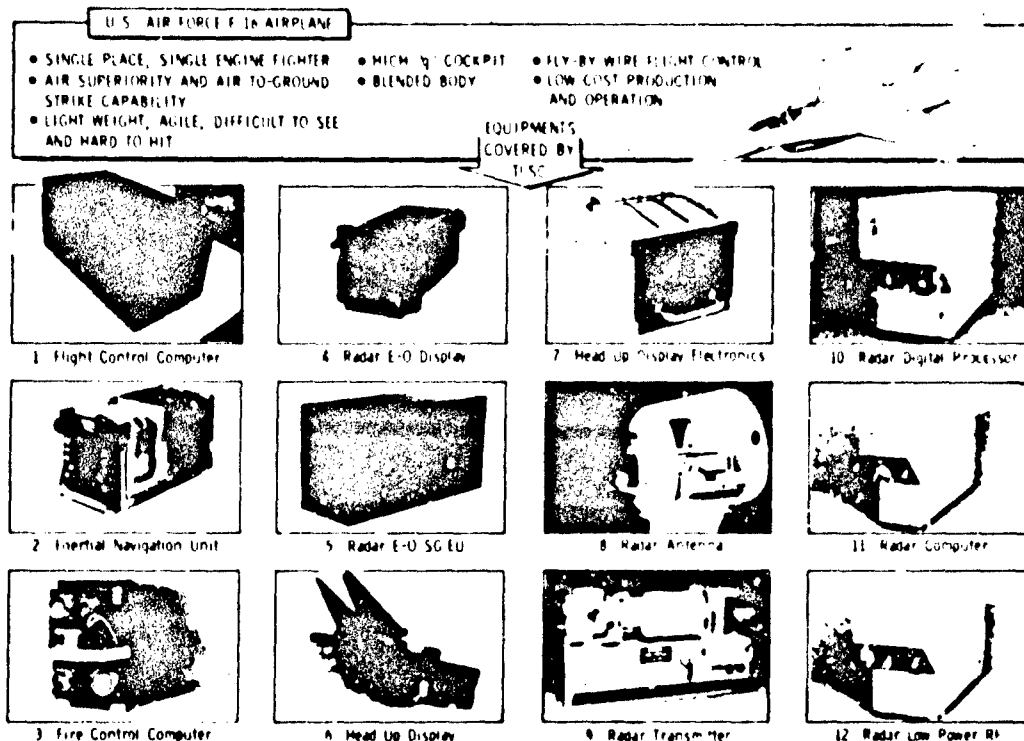 U.S. AIR FORCE F-16 AIRPLANE
● SINGLE PLACE, SINGLE ENGINE FIGHTER
● AIR SUPERIORITY AND AIR-TO-GROUND
STRIKE CAPABILITY
● LIGHT WEIGHT, AGILE, DIFFICULT TO SEE
AND HARD TO HIT
● HIGH 'g' COCKPIT
● BLENDED BODY
● FLY-BY WIRE FLIGHT CONTROL
● LOW COST PRODUCTION
AND OPERATION
EQUIPMENTS
COVERED BY
TLSC
1 Flight Control Computer
4 Radar E-O Display
7 Head Up Display Electronics
10 Radar Digital Processor
2 Inertial Navigation Unit
5 Radar E-O SG EU
8 Radar Antenna
11 Radar Computer
3 Fire Control Computer
6 Head Up Display
9 Radar Transmitter
12 Radar Low Power RF